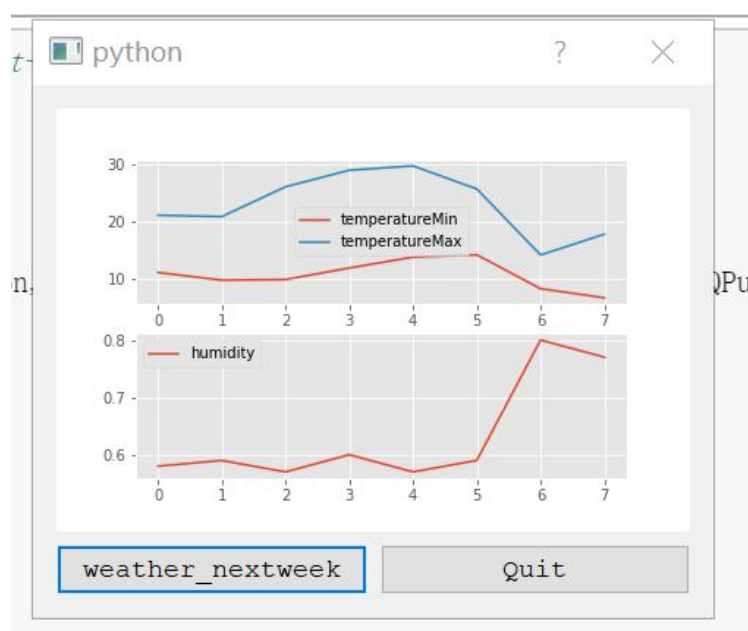 python ?
t-
30
20
10
temperatureMin
temperatureMax
0 1 2 3 4 5 6 7
n,
QPu
0.8
0.7
0.6
humidity
0 1 2 3 4 5 6 7
weather_nextweek Quit